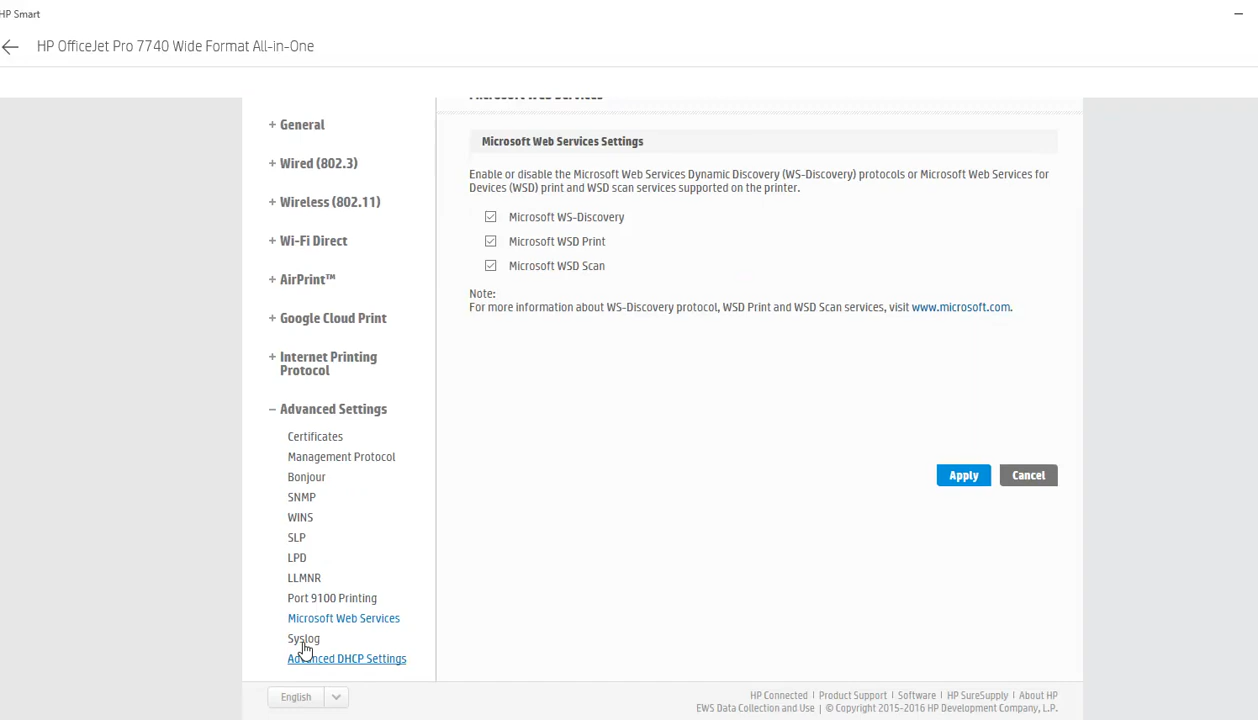 HP Smart
HP OfficeJet Pro 7740 Wide Format All-in-One
+ General
+ Wired (802.3)
+ Wireless (802.11)
+ Wi-Fi Direct
+ AirPrint™
+ Google Cloud Print
+ Internet Printing
Protocol
– Advanced Settings
Certificates
Management Protocol
Bonjour
SNMP
WINS
SLP
LPD
LLMNR
Port 9100 Printing
Microsoft Web Services
Syslog
Advanced DHCP Settings
Microsoft Web Services
Microsoft Web Services Settings
Enable or disable the Microsoft Web Services Dynamic Discovery (WS-Discovery) protocols or Microsoft Web Services for
Devices (WSD) print and WSD scan services supported on the printer.
Microsoft WS-Discovery
Microsoft WSD Print
Microsoft WSD Scan
Note:
For more information about WS-Discovery protocol, WSD Print and WSD Scan services, visit www.microsoft.com.
Apply Cancel
English
HP Connected | Product Support | Software | HP SureSupply | About HP
EWS Data Collection and Use | © Copyright 2015-2016 HP Development Company, L.P.